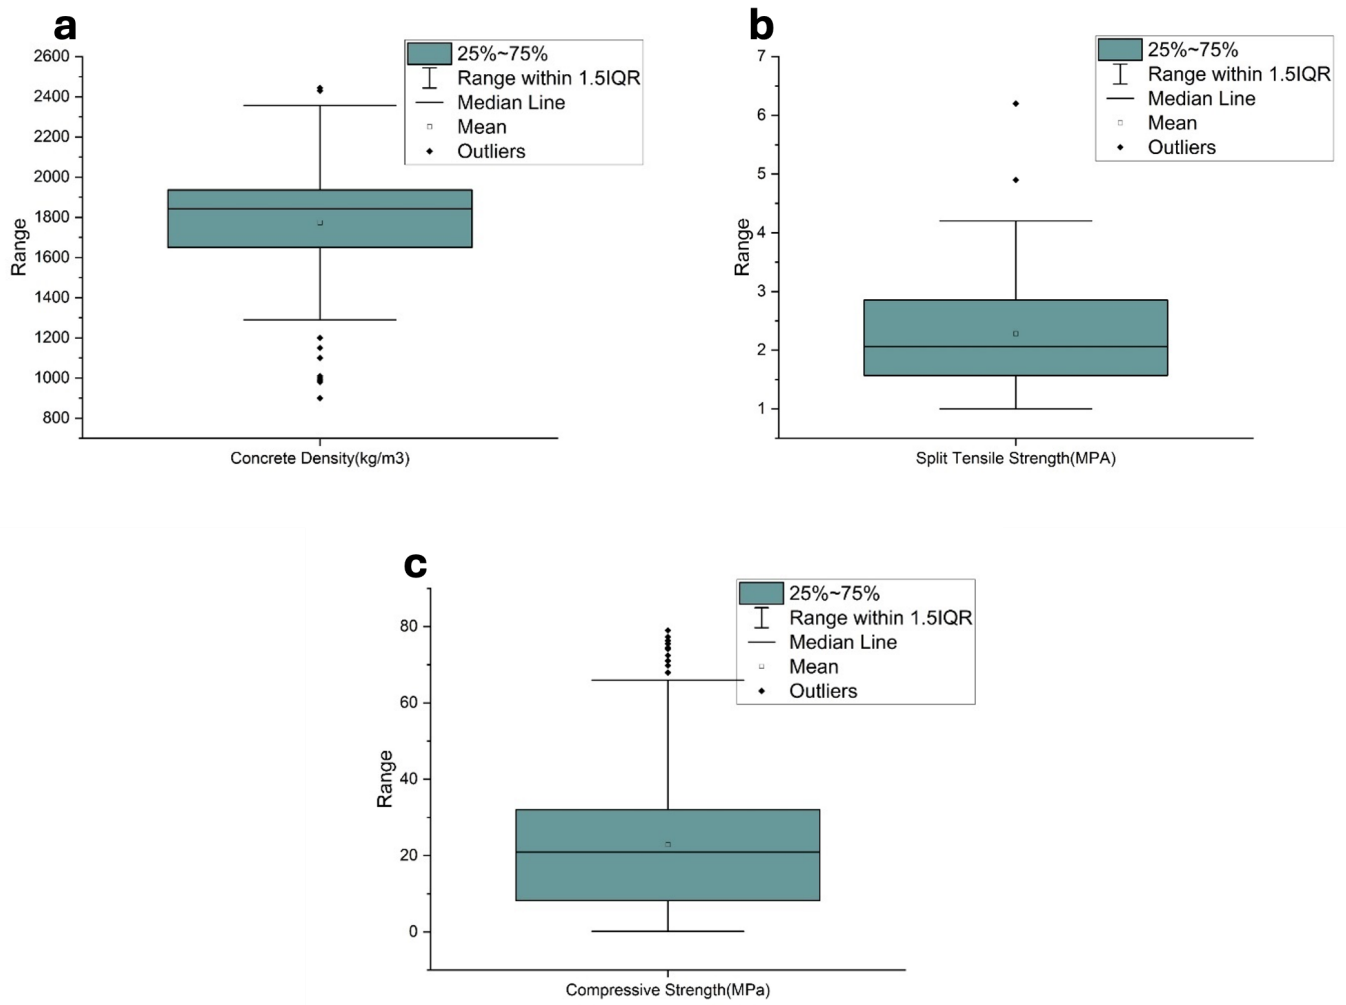 a
2600
2400
2200
2000
1800
1600
1400
1200
1000
800
Range
Concrete Density(kg/m3)
25%~75%
Range within 1.5IQR
Median Line
Mean
Outliers
b
7
6
5
4
3
2
1
Range
Split Tensile Strength(MPA)
25%~75%
Range within 1.5IQR
Median Line
Mean
Outliers
c
80
60
40
20
0
Range
Compressive Strength(MPa)
25%~75%
Range within 1.5IQR
Median Line
Mean
Outliers